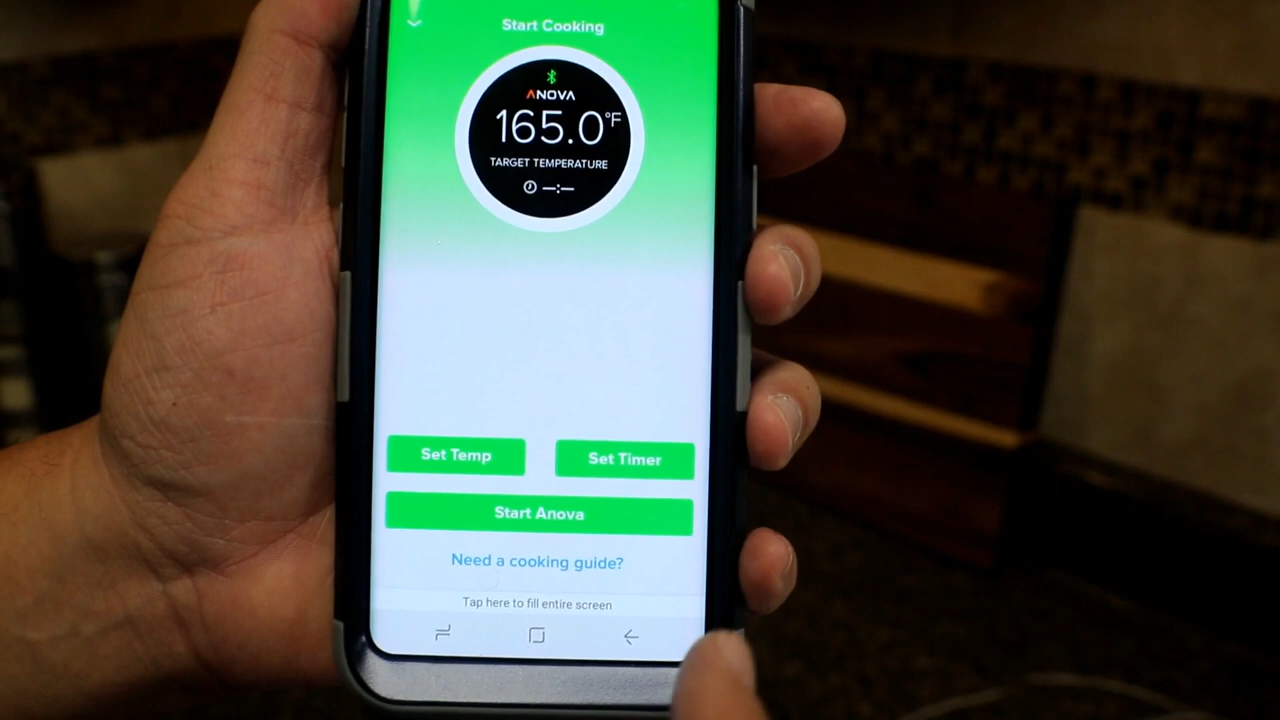 Start Cooking
ANOVA
165.0°F
TARGET TEMPERATURE
--:--
Set Temp
Set Timer
Start Anova
Need a cooking guide?
Tap here to fill entire screen